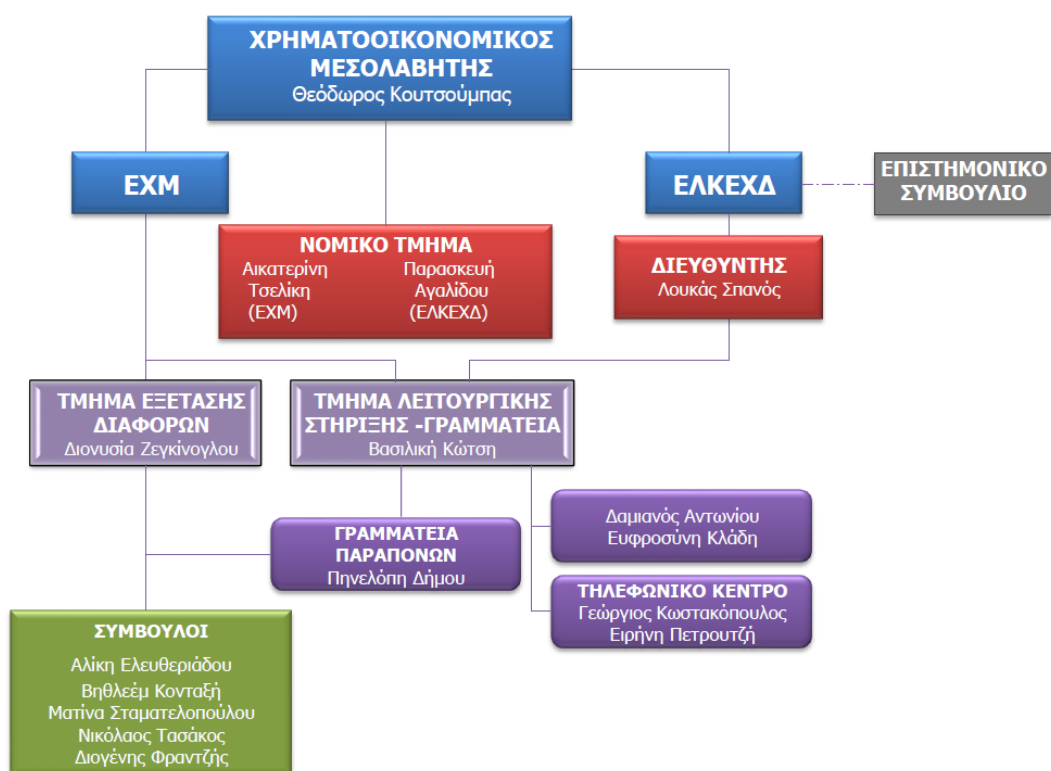 ΧΡΗΜΑΤΟΟΙΚΟΝΟΜΙΚΟΣ
ΜΕΣΟΛΑΒΗΤΗΣ
Θεόδωρος Κουτσούμπας
ΕΧΜ
ΕΛΚΕΧΔ
ΕΠΙΣΤΗΜΟΝΙΚΟ
ΣΥΜΒΟΥΛΙΟ
ΝΟΜΙΚΟ ΤΜΗΜΑ
Αικατερίνη
Τσελίκη
(ΕΧΜ)
Παρασκευή
Αγαλίδου
(ΕΛΚΕΧΔ)
ΔΙΕΥΘΥΝΤΗΣ
Λουκάς Σπανός
ΤΜΗΜΑ ΕΞΕΤΑΣΗΣ
ΔΙΑΦΟΡΩΝ
Διονυσία Ζεγκίνογλου
ΤΜΗΜΑ ΛΕΙΤΟΥΡΓΙΚΗΣ
ΣΤΗΡΙΞΗΣ -ΓΡΑΜΜΑΤΕΙΑ
Βασιλική Κώτση
ΓΡΑΜΜΑΤΕΙΑ
ΠΑΡΑΠΟΝΩΝ
Πηνελόπη Δήμου
Δαμιανός Αντωνίου
Ευφροσύνη Κλάδη
ΤΗΛΕΦΩΝΙΚΟ ΚΕΝΤΡΟ
Γεώργιος Κωστακόπουλος
Ειρήνη Πετρουτζή
ΣΥΜΒΟΥΛΟΙ
Αλίκη Ελευθεριάδου
Βηθλεέμ Κονταξή
Ματίνα Σταματελοπούλου
Νικόλαος Τασάκος
Διογένης Φραντζής